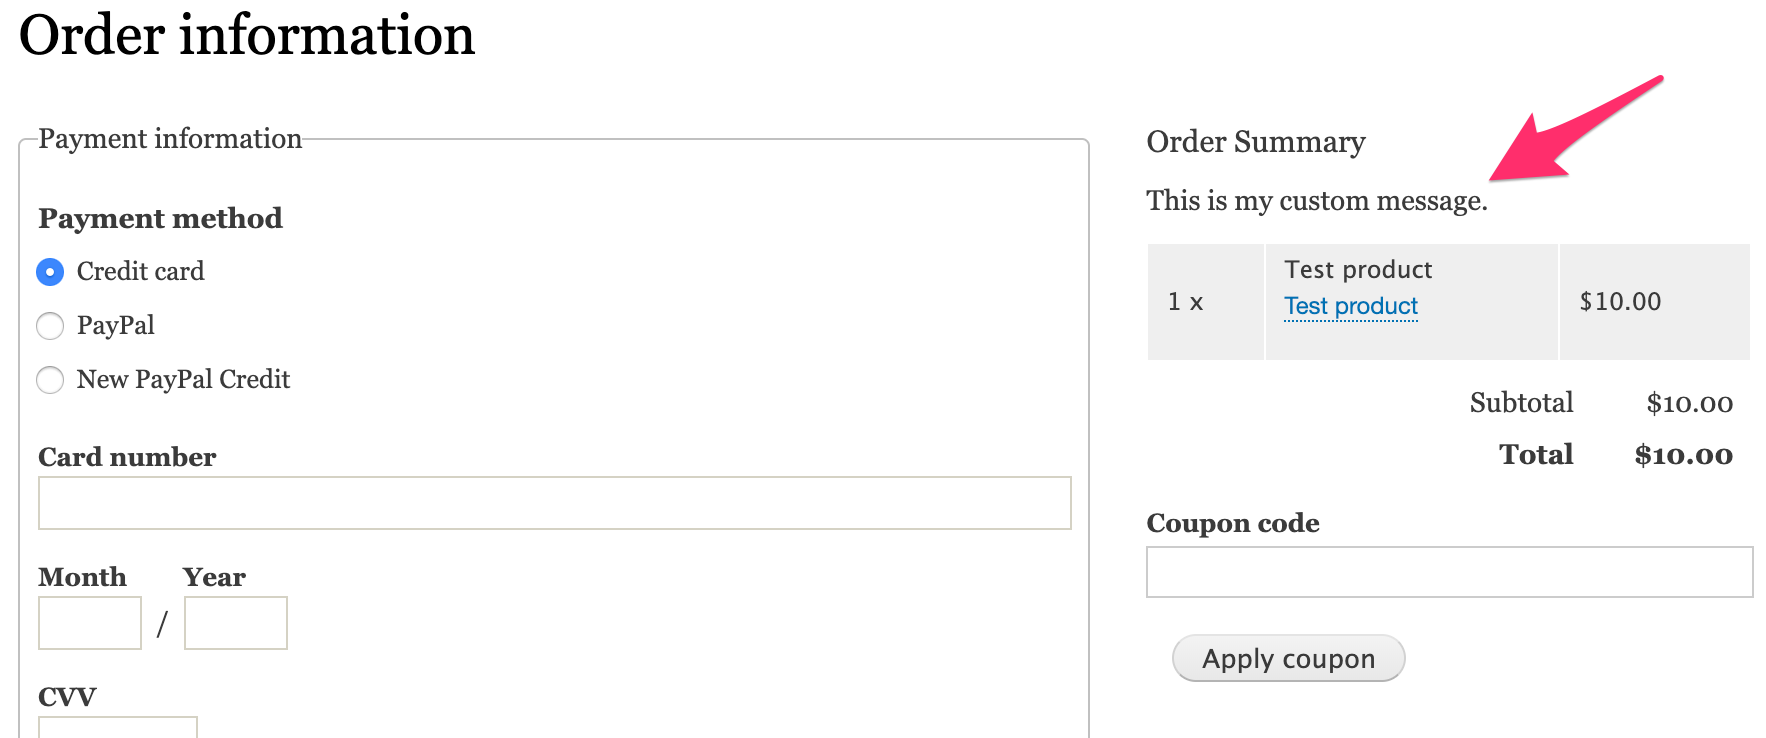 Order information
Payment information
Payment method
Credit card
PayPal
New PayPal Credit
Card number
Month Year
/
CVV
Order Summary
This is my custom message.
1 x
Test product
Test product
$10.00
Subtotal $10.00
Total $10.00
Coupon code
Apply coupon